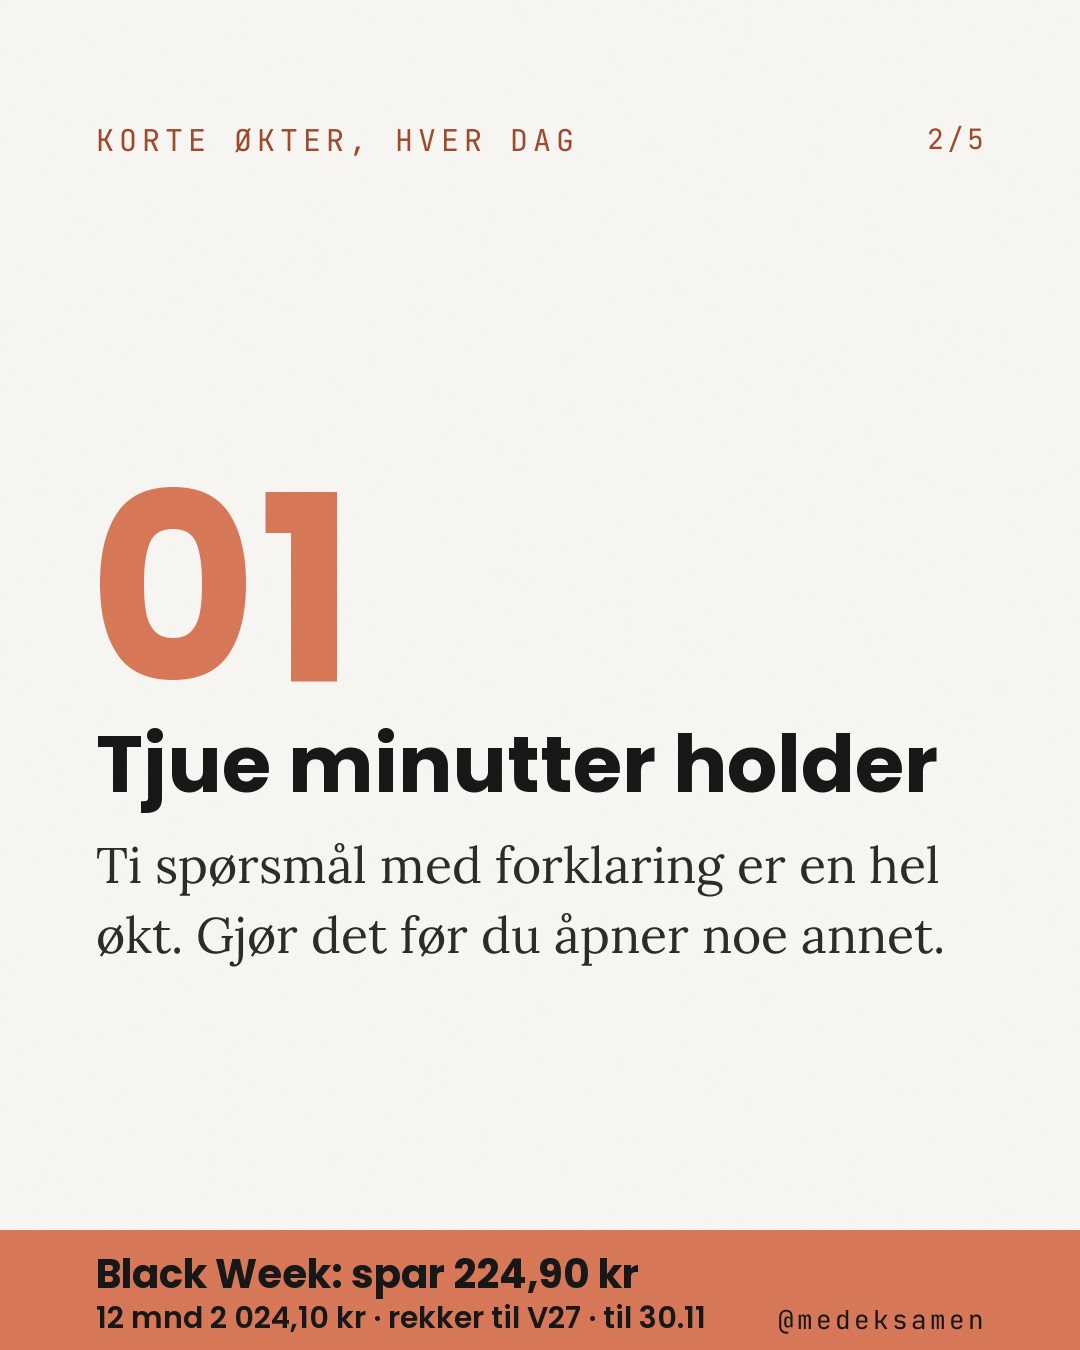 KORTE ØKTER, HVER DAG
2/5
01
Tjue minutter holder
Ti spørsmål med forklaring er en hel
økt. Gjør det før du åpner noe annet.
Black Week: spar 224,90 kr
12 mnd 2 024,10 kr · rekker til V27 · til 30.11
@medeksamen